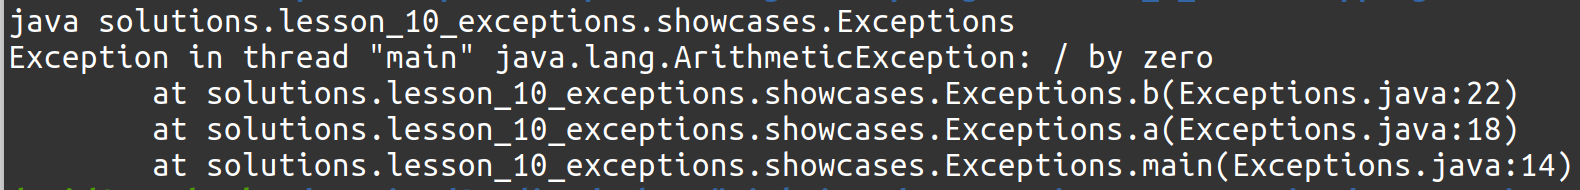 java solutions.lesson_10_exceptions.showcases.Exceptions
Exception in thread "main" java.lang.ArithmeticException: / by zero
at solutions.lesson_10_exceptions.showcases.Exceptions.b(Exceptions.java:22)
at solutions.lesson_10_exceptions.showcases.Exceptions.a(Exceptions.java:18)
at solutions.lesson_10_exceptions.showcases.Exceptions.main(Exceptions.java:14)